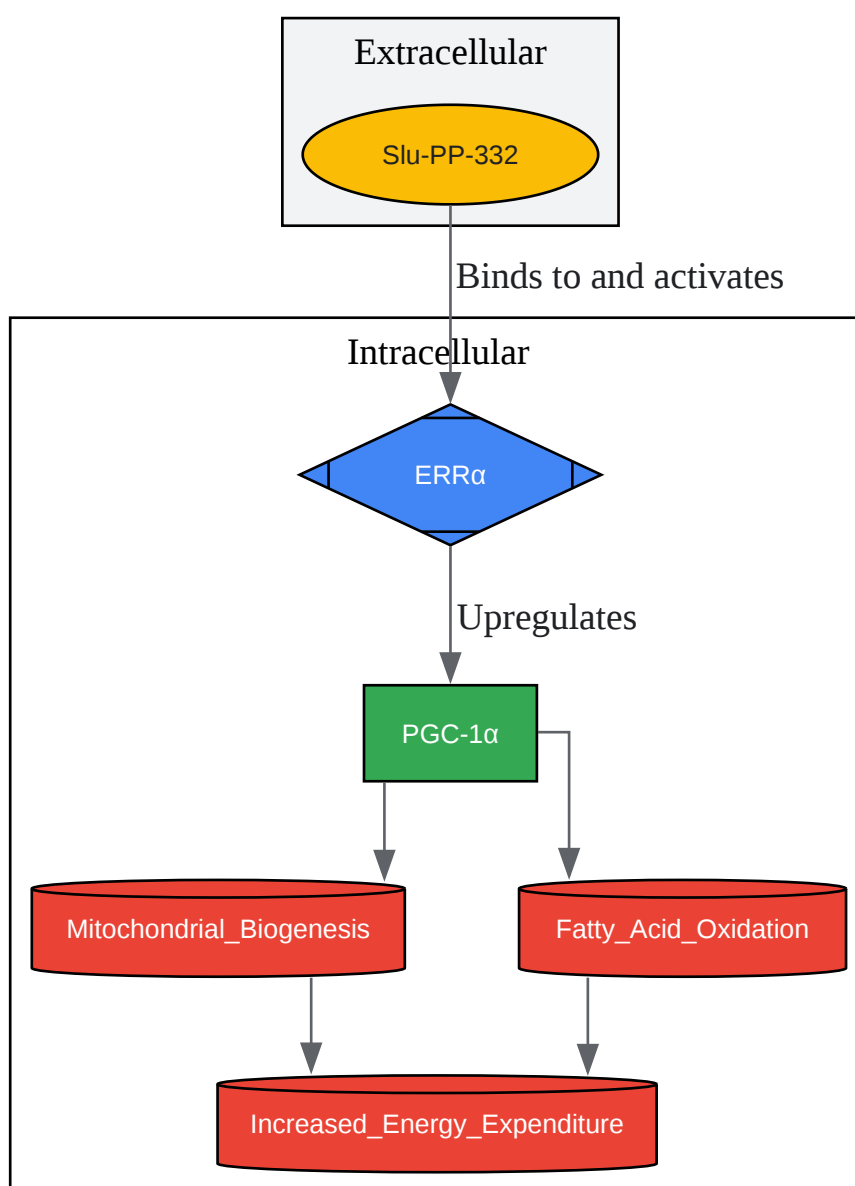 Extracellular
Slu-PP-332
Binds to and activates
Intracellular
ERRα
Upregulates
PGC-1α
Mitochondrial_Biogenesis
Fatty_Acid_Oxidation
Increased_Energy_Expenditure